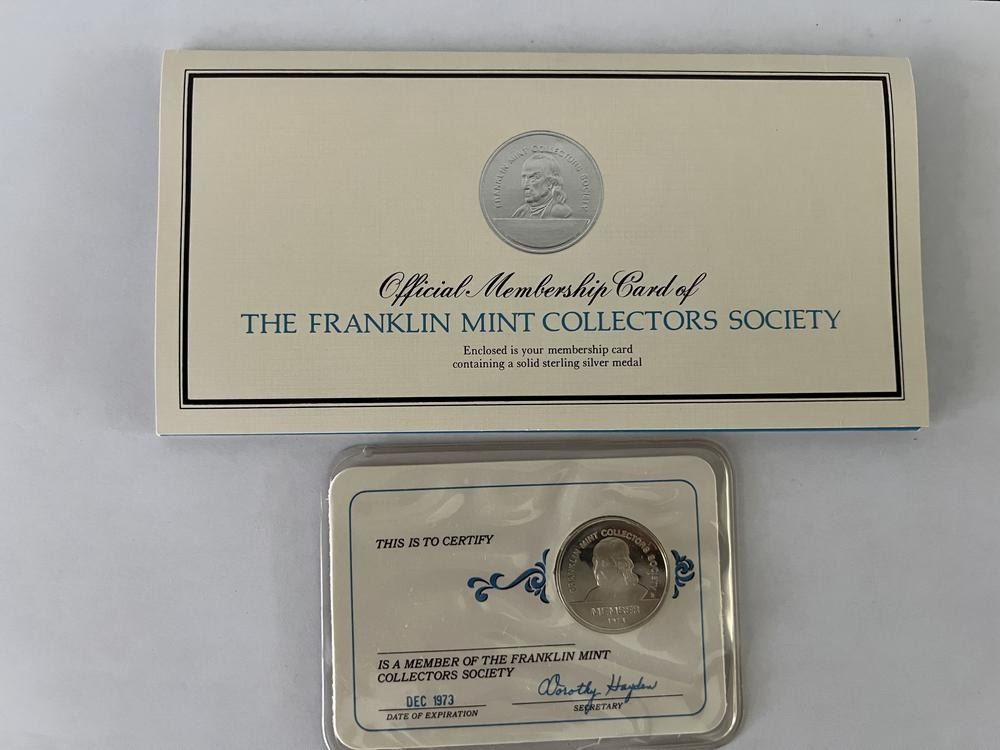 FRANKLIN MINT COLLECTORS SOCIETY
Official Membership Card of
THE FRANKLIN MINT COLLECTORS SOCIETY
Enclosed is your membership card
containing a solid sterling silver medal
THIS IS TO CERTIFY
FRANKLIN MINT COLLECTORS SOCIETY
MEMBER
IS A MEMBER OF THE FRANKLIN MINT
COLLECTORS SOCIETY
DEC 1973
Dorothy Hayden
DATE OF EXPIRATION
SECRETARY